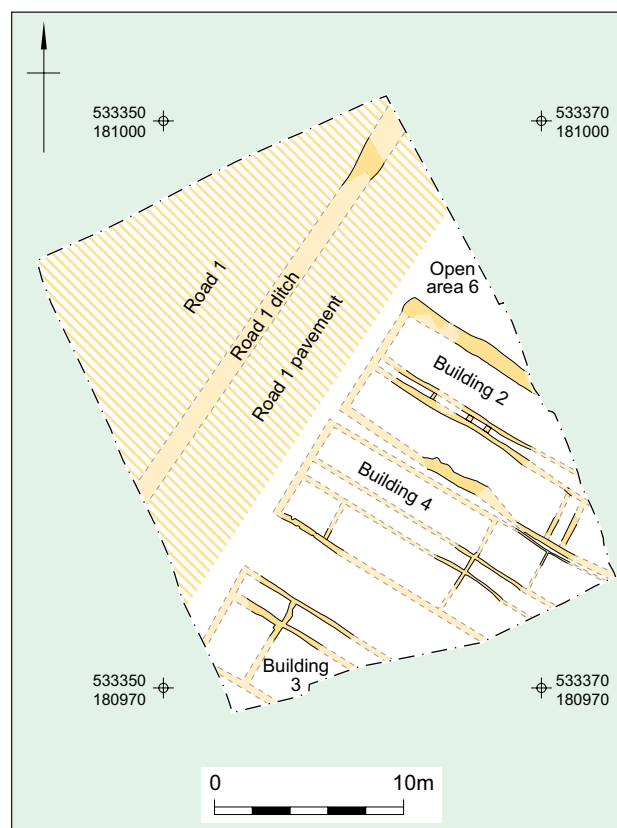 533350
181000
533370
181000
Road 1
Road 1 ditch
Road 1 pavement
Open
area 6
Building 2
Building 4
Building
3
533350
180970
533370
180970
0
10m